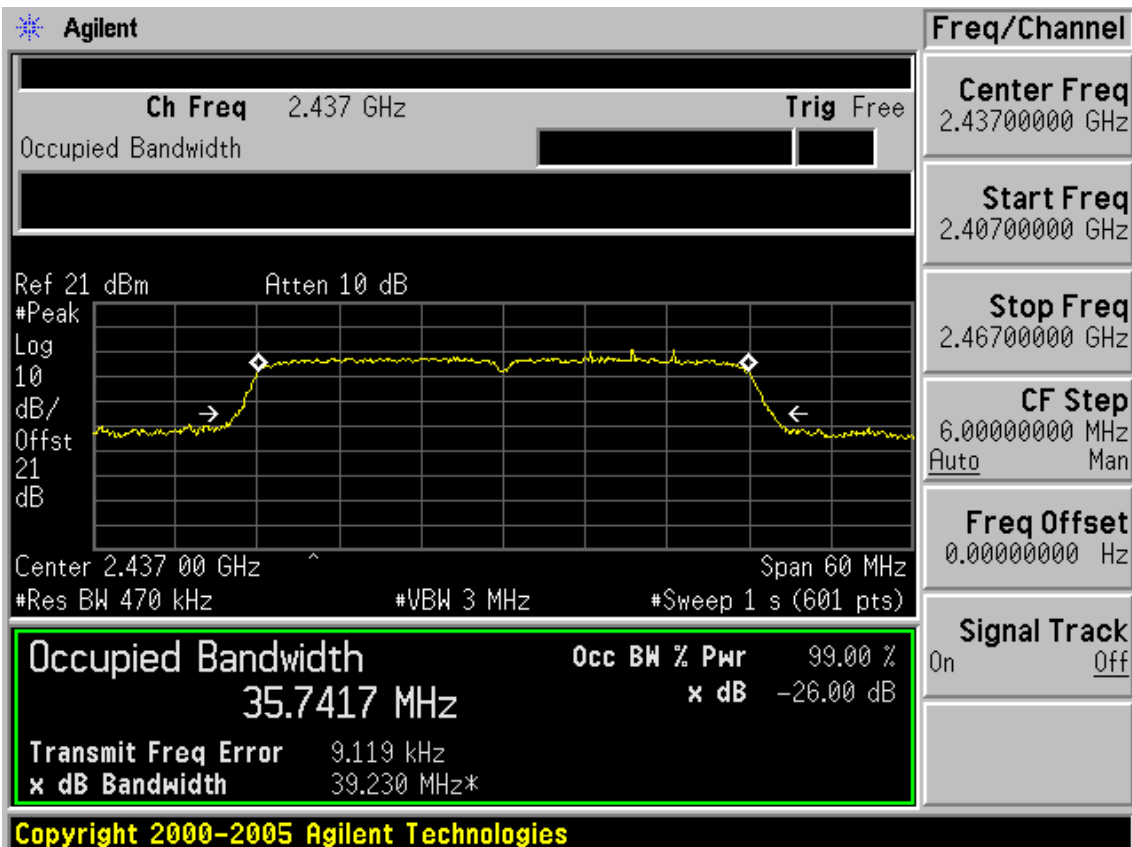 Agilent
Freq/Channel
Ch Freq 2.437 GHz Trig Free
Occupied Bandwidth
Center Freq
2.43700000 GHz
Start Freq
2.40700000 GHz
Stop Freq
2.46700000 GHz
CF Step
6.00000000 MHz
Auto Man
Freq Offset
0.00000000 Hz
Signal Track
On Off
Ref 21 dBm Atten 10 dB
#Peak
Log
10
dB/
Offst
21
dB
Center 2.437 00 GHz ^ Span 60 MHz
#Res BW 470 kHz #VBW 3 MHz #Sweep 1 s (601 pts)
Occupied Bandwidth
35.7417 MHz
Occ BW % Pwr 99.00 %
x dB -26.00 dB
Transmit Freq Error 9.119 kHz
x dB Bandwidth 39.230 MHz*
Copyright 2000-2005 Agilent Technologies